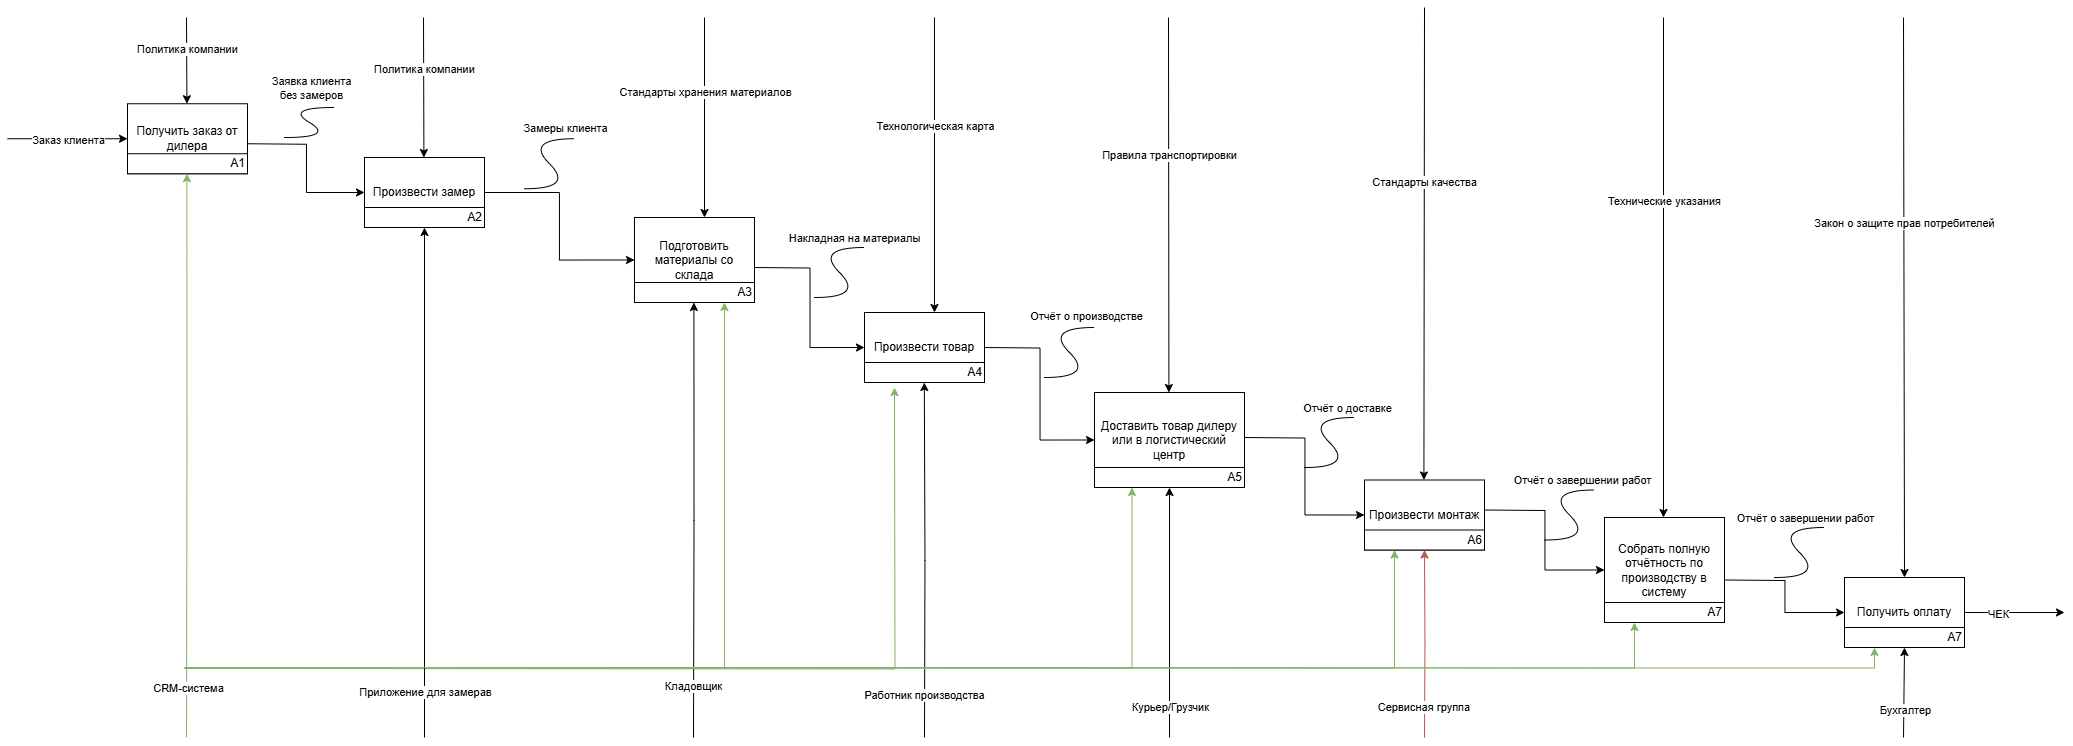 Политика компании
Заявка клиента
без замеров
Политика компании
Стандарты хранения материалов
Замеры клиента
Технологическая карта
Правила транспортировки
Стандарты качества
Технические указания
Закон о защите прав потребителей
Заказ клиента
Получить заказ от
дилера
A1
Произвести замер
A2
Подготовить
материалы со
склада
A3
Накладная на материалы
Произвести товар
A4
Отчёт о производстве
Доставить товар дилеру
или в логистический
центр
A5
Отчёт о доставке
Произвести монтаж
A6
Отчёт о завершении работ
Собрать полную
отчётность по
производству в
систему
A7
Отчёт о завершении работ
Получить оплату
A7
ЧЕК
CRM-система
Приложение для замерав
Кладовщик
Работник производства
Курьер/Грузчик
Сервисная группа
Бухгалтер